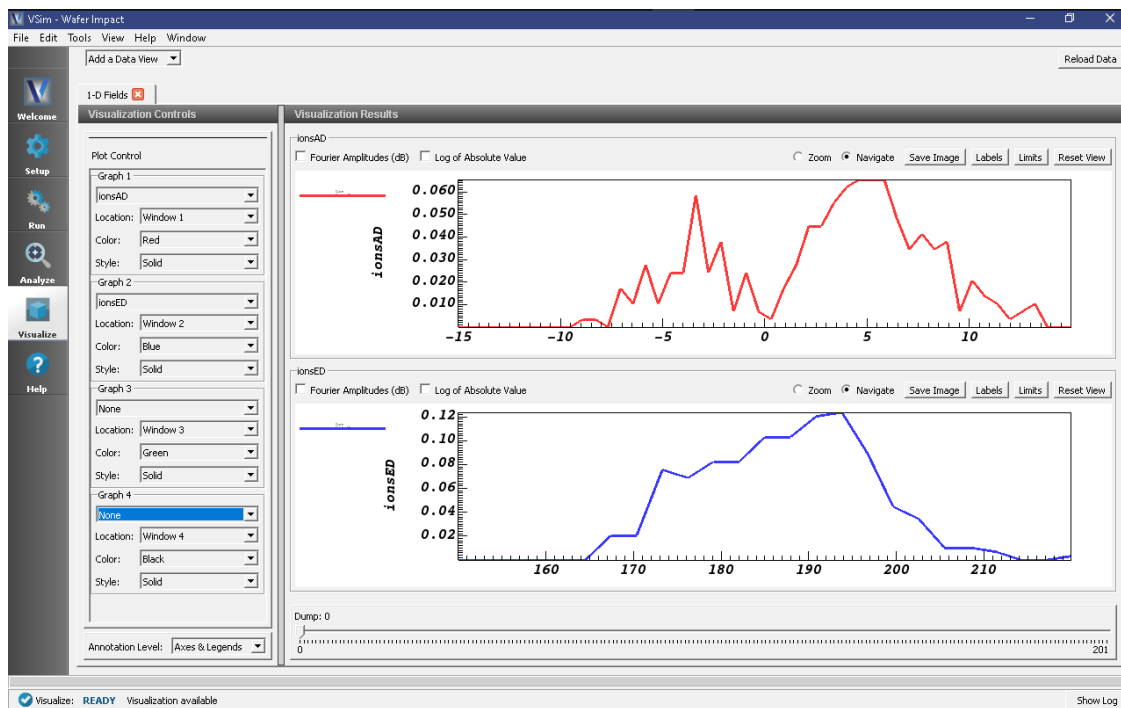 VSim - Wafer Impact
File Edit Tools View Help Window
Add a Data View
Reload Data
1-D Fields
Welcome
Setup
Run
Analyze
Visualize
Help
Visualization Controls
Plot Control
Graph 1
ionsAD
Location: Window 1
Color: Red
Style: Solid
Graph 2
ionsED
Location: Window 2
Color: Blue
Style: Solid
Graph 3
None
Location: Window 3
Color: Green
Style: Solid
Graph 4
None
Location: Window 4
Color: Black
Style: Solid
Annotation Level: Axes & Legends
Visualization Results
ionsAD
Fourier Amplitudes (dB) Log of Absolute Value Zoom Navigate Save Image Labels Limits Reset View
ionsAD
0.060
0.050
0.040
0.030
0.020
0.010
-15 -10 -5 0 5 10
ionsED
Fourier Amplitudes (dB) Log of Absolute Value Zoom Navigate Save Image Labels Limits Reset View
ionsED
0.12
0.10
0.08
0.06
0.04
0.02
160 170 180 190 200 210
Dump: 0
0 201
Visualize: READY Visualization available Show Log